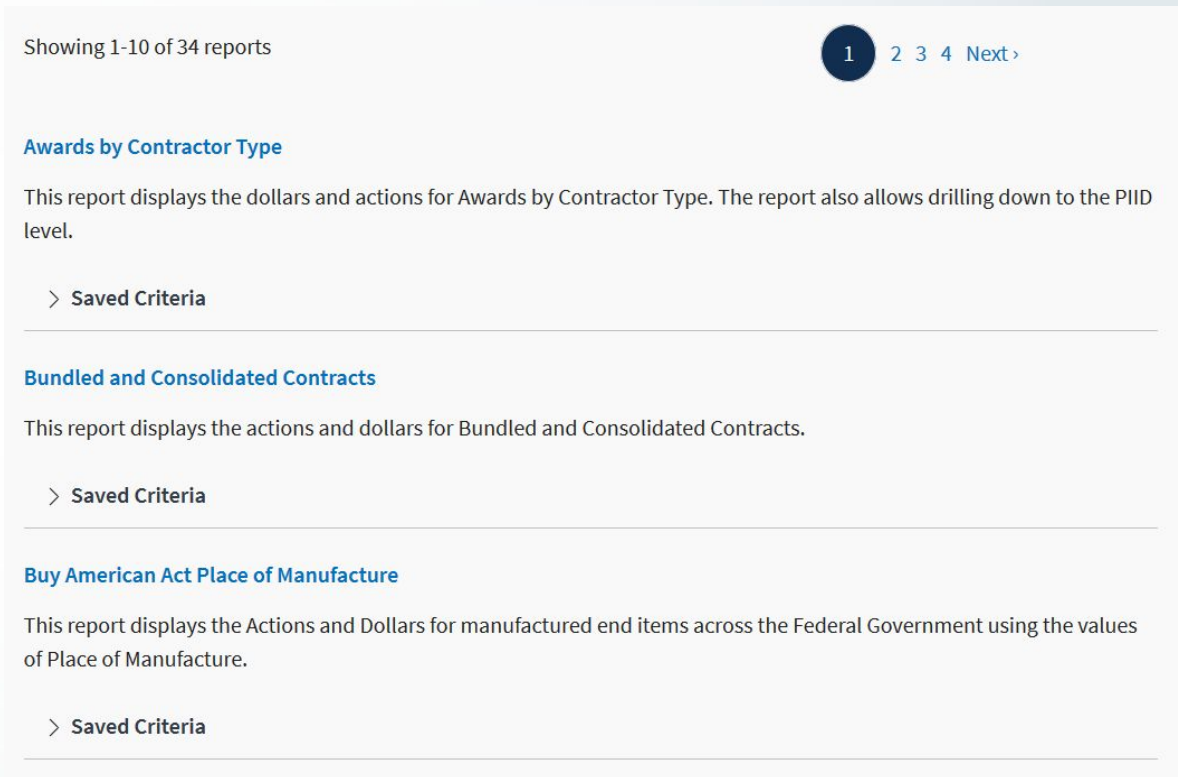 Showing 1-10 of 34 reports
1 2 3 4 Next ›
Awards by Contractor Type
This report displays the dollars and actions for Awards by Contractor Type. The report also allows drilling down to the PIID
level.
Saved Criteria
Bundled and Consolidated Contracts
This report displays the actions and dollars for Bundled and Consolidated Contracts.
Saved Criteria
Buy American Act Place of Manufacture
This report displays the Actions and Dollars for manufactured end items across the Federal Government using the values
of Place of Manufacture.
Saved Criteria